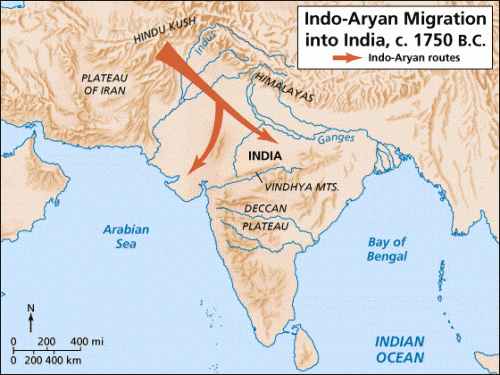 Indo-Aryan Migration
into India, c. 1750 B.C.
Indo-Aryan routes
HINDU KUSH
Indus
PLATEAU
OF IRAN
HIMALAYAS
Ganges
INDIA
VINDHYA MTS.
DECCAN
PLATEAU
Arabian
Sea
Bay of
Bengal
N
0 200 400 mi
0 200 400 km
INDIAN
OCEAN